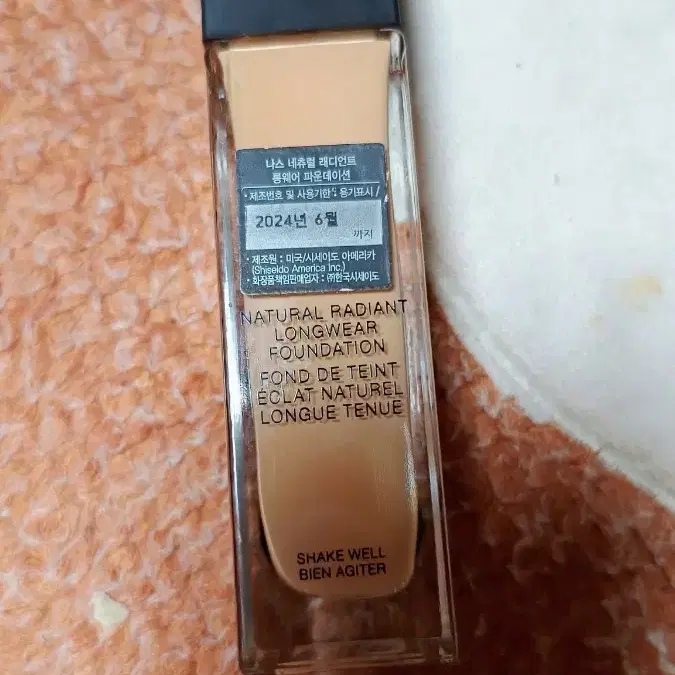 나스 네츄럴 래디언트
롱웨어 파운데이션
•제조번호 및 사용기한 : 용기표시 /
2024년 6월
까지
•제조원 : 미국/시세이도 아메리카
(Shiseido America Inc.)
•화장품책임판매업자 : ㈜한국시세이도
NATURAL RADIANT
LONGWEAR
FOUNDATION
FOND DE TEINT
ÉCLAT NATUREL
LONGUE TENUE
SHAKE WELL
BIEN AGITER